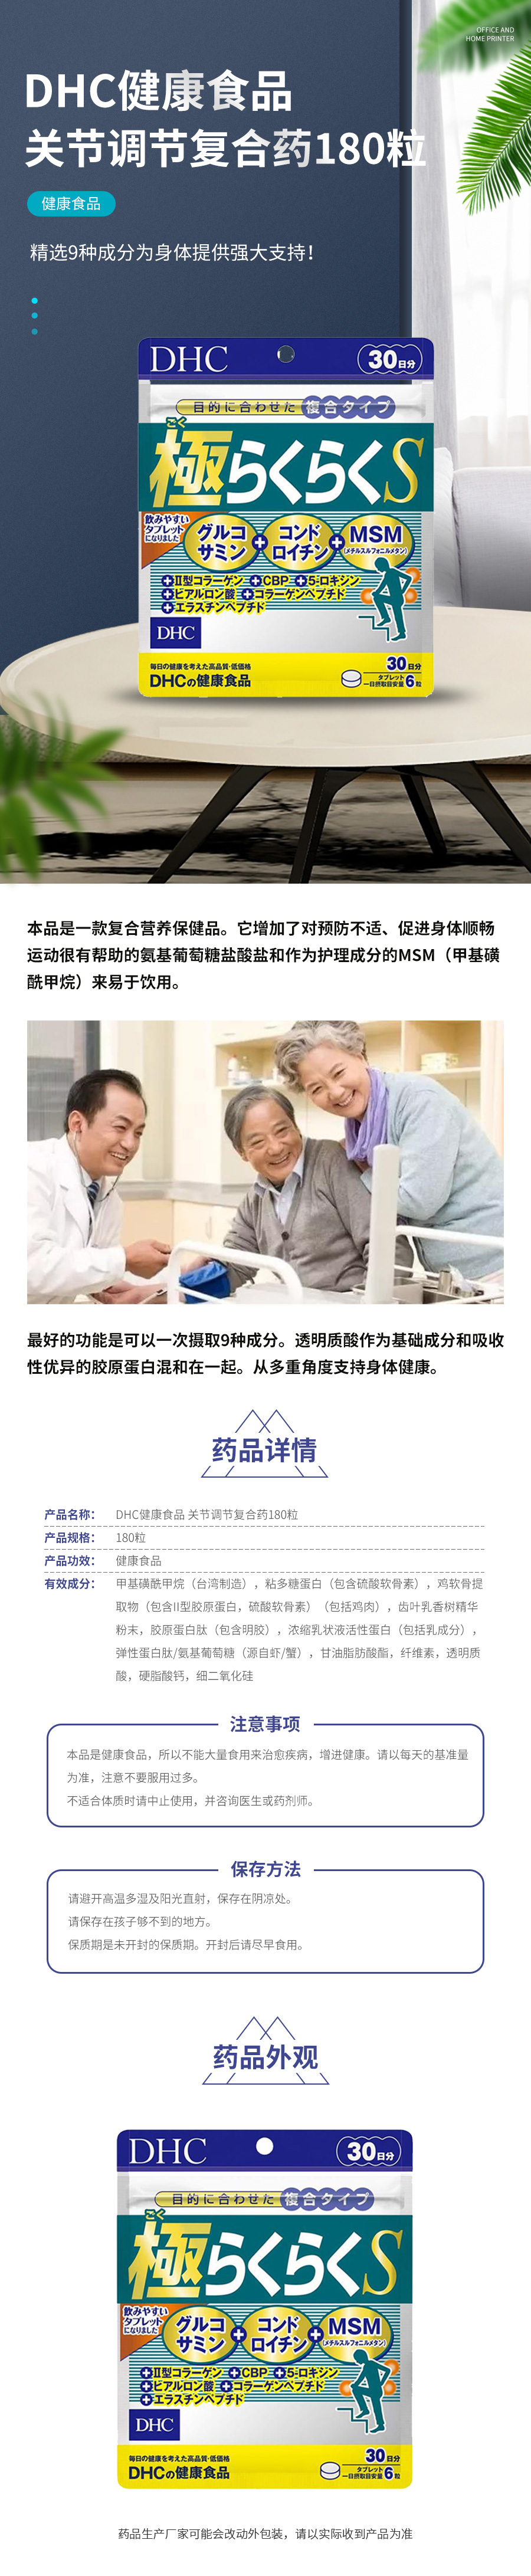 OFFICE AND
HOME PRINTER
DHC健康食品
关节调节复合药180粒
健康食品
精选9种成分为身体提供强大支持！
DHC
30日分
目的に合わせた 複合タイプ
ごく
極らくらくS
飲みやすい
タブレット
になりました
グルコ
サミン
コンド
ロイチン
MSM
(メチルスルフォニルメタン)
II型コラーゲン CBP 5-ロキシン
ヒアルロン酸 コラーゲンペプチド
エラスチンペプチド
DHC
毎日の健康を考えた高品質・低価格
DHCの健康食品
30日分
タブレット
一日摂取目安量6粒
本品是一款复合营养保健品。它增加了对预防不适、促进身体顺畅
运动很有帮助的氨基葡萄糖盐酸盐和作为护理成分的MSM（甲基磺
酰甲烷）来易于饮用。
最好的功能是可以一次摄取9种成分。透明质酸作为基础成分和吸收
性优异的胶原蛋白混和在一起。从多重角度支持身体健康。
药品详情
产品名称： DHC健康食品 关节调节复合药180粒
产品规格： 180粒
产品功效： 健康食品
有效成分： 甲基磺酰甲烷（台湾制造），粘多糖蛋白（包含硫酸软骨素），鸡软骨提
取物（包含II型胶原蛋白，硫酸软骨素）（包括鸡肉），齿叶乳香树精华
粉末，胶原蛋白肽（包含明胶），浓缩乳状液活性蛋白（包括乳成分），
弹性蛋白肽/氨基葡萄糖（源自虾/蟹），甘油脂肪酸酯，纤维素，透明质
酸，硬脂酸钙，细二氧化硅
注意事项
本品是健康食品，所以不能大量食用来治愈疾病，增进健康。请以每天的基准量
为准，注意不要服用过多。
不适合体质时请中止使用，并咨询医生或药剂师。
保存方法
请避开高温多湿及阳光直射，保存在阴凉处。
请保存在孩子够不到的地方。
保质期是未开封的保质期。开封后请尽早食用。
药品外观
DHC
30日分
目的に合わせた 複合タイプ
ごく
極らくらくS
飲みやすい
タブレット
になりました
グルコ
サミン
コンド
ロイチン
MSM
(メチルスルフォニルメタン)
II型コラーゲン CBP 5-ロキシン
ヒアルロン酸 コラーゲンペプチド
エラスチンペプチド
DHC
毎日の健康を考えた高品質・低価格
DHCの健康食品
30日分
タブレット
一日摂取目安量6粒
药品生产厂家可能会改动外包装，请以实际收到产品为准